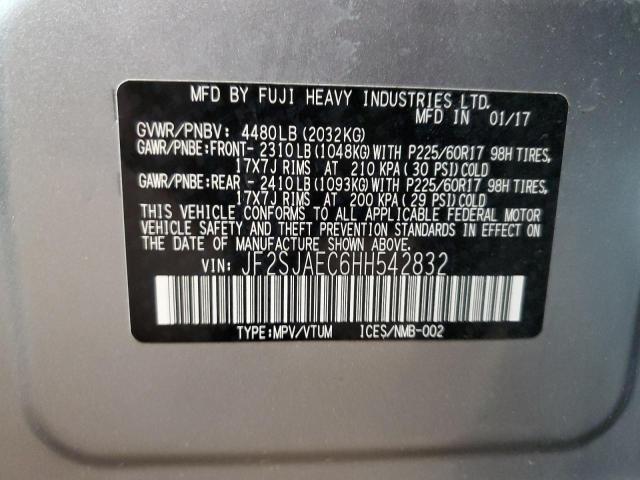 MFD BY FUJI HEAVY INDUSTRIES LTD.
MFD IN 01/17
GVWR/PNBV: 4480LB(2032KG)
GAWR/PNBE:FRONT-2310LB(1048KG)WITH P225/60R17 98H TIRES,
17X7J RIMS AT 210 KPA(30 PSI)COLD
GAWR/PNBE:REAR -2410LB(1093KG)WITH P225/60R17 98H TIRES,
17X7J RIMS AT 200 KPA(29 PSI)COLD
THIS VEHICLE CONFORMS TO ALL APPLICABLE FEDERAL MOTOR
VEHICLE SAFETY AND THEFT PREVENTION STANDARDS IN EFFECT ON
THE DATE OF MANUFACTURE SHOWN ABOVE.
VIN: JF2SJAEC6HH542832
TYPE:MPV/VTUM ICES/NMB-002